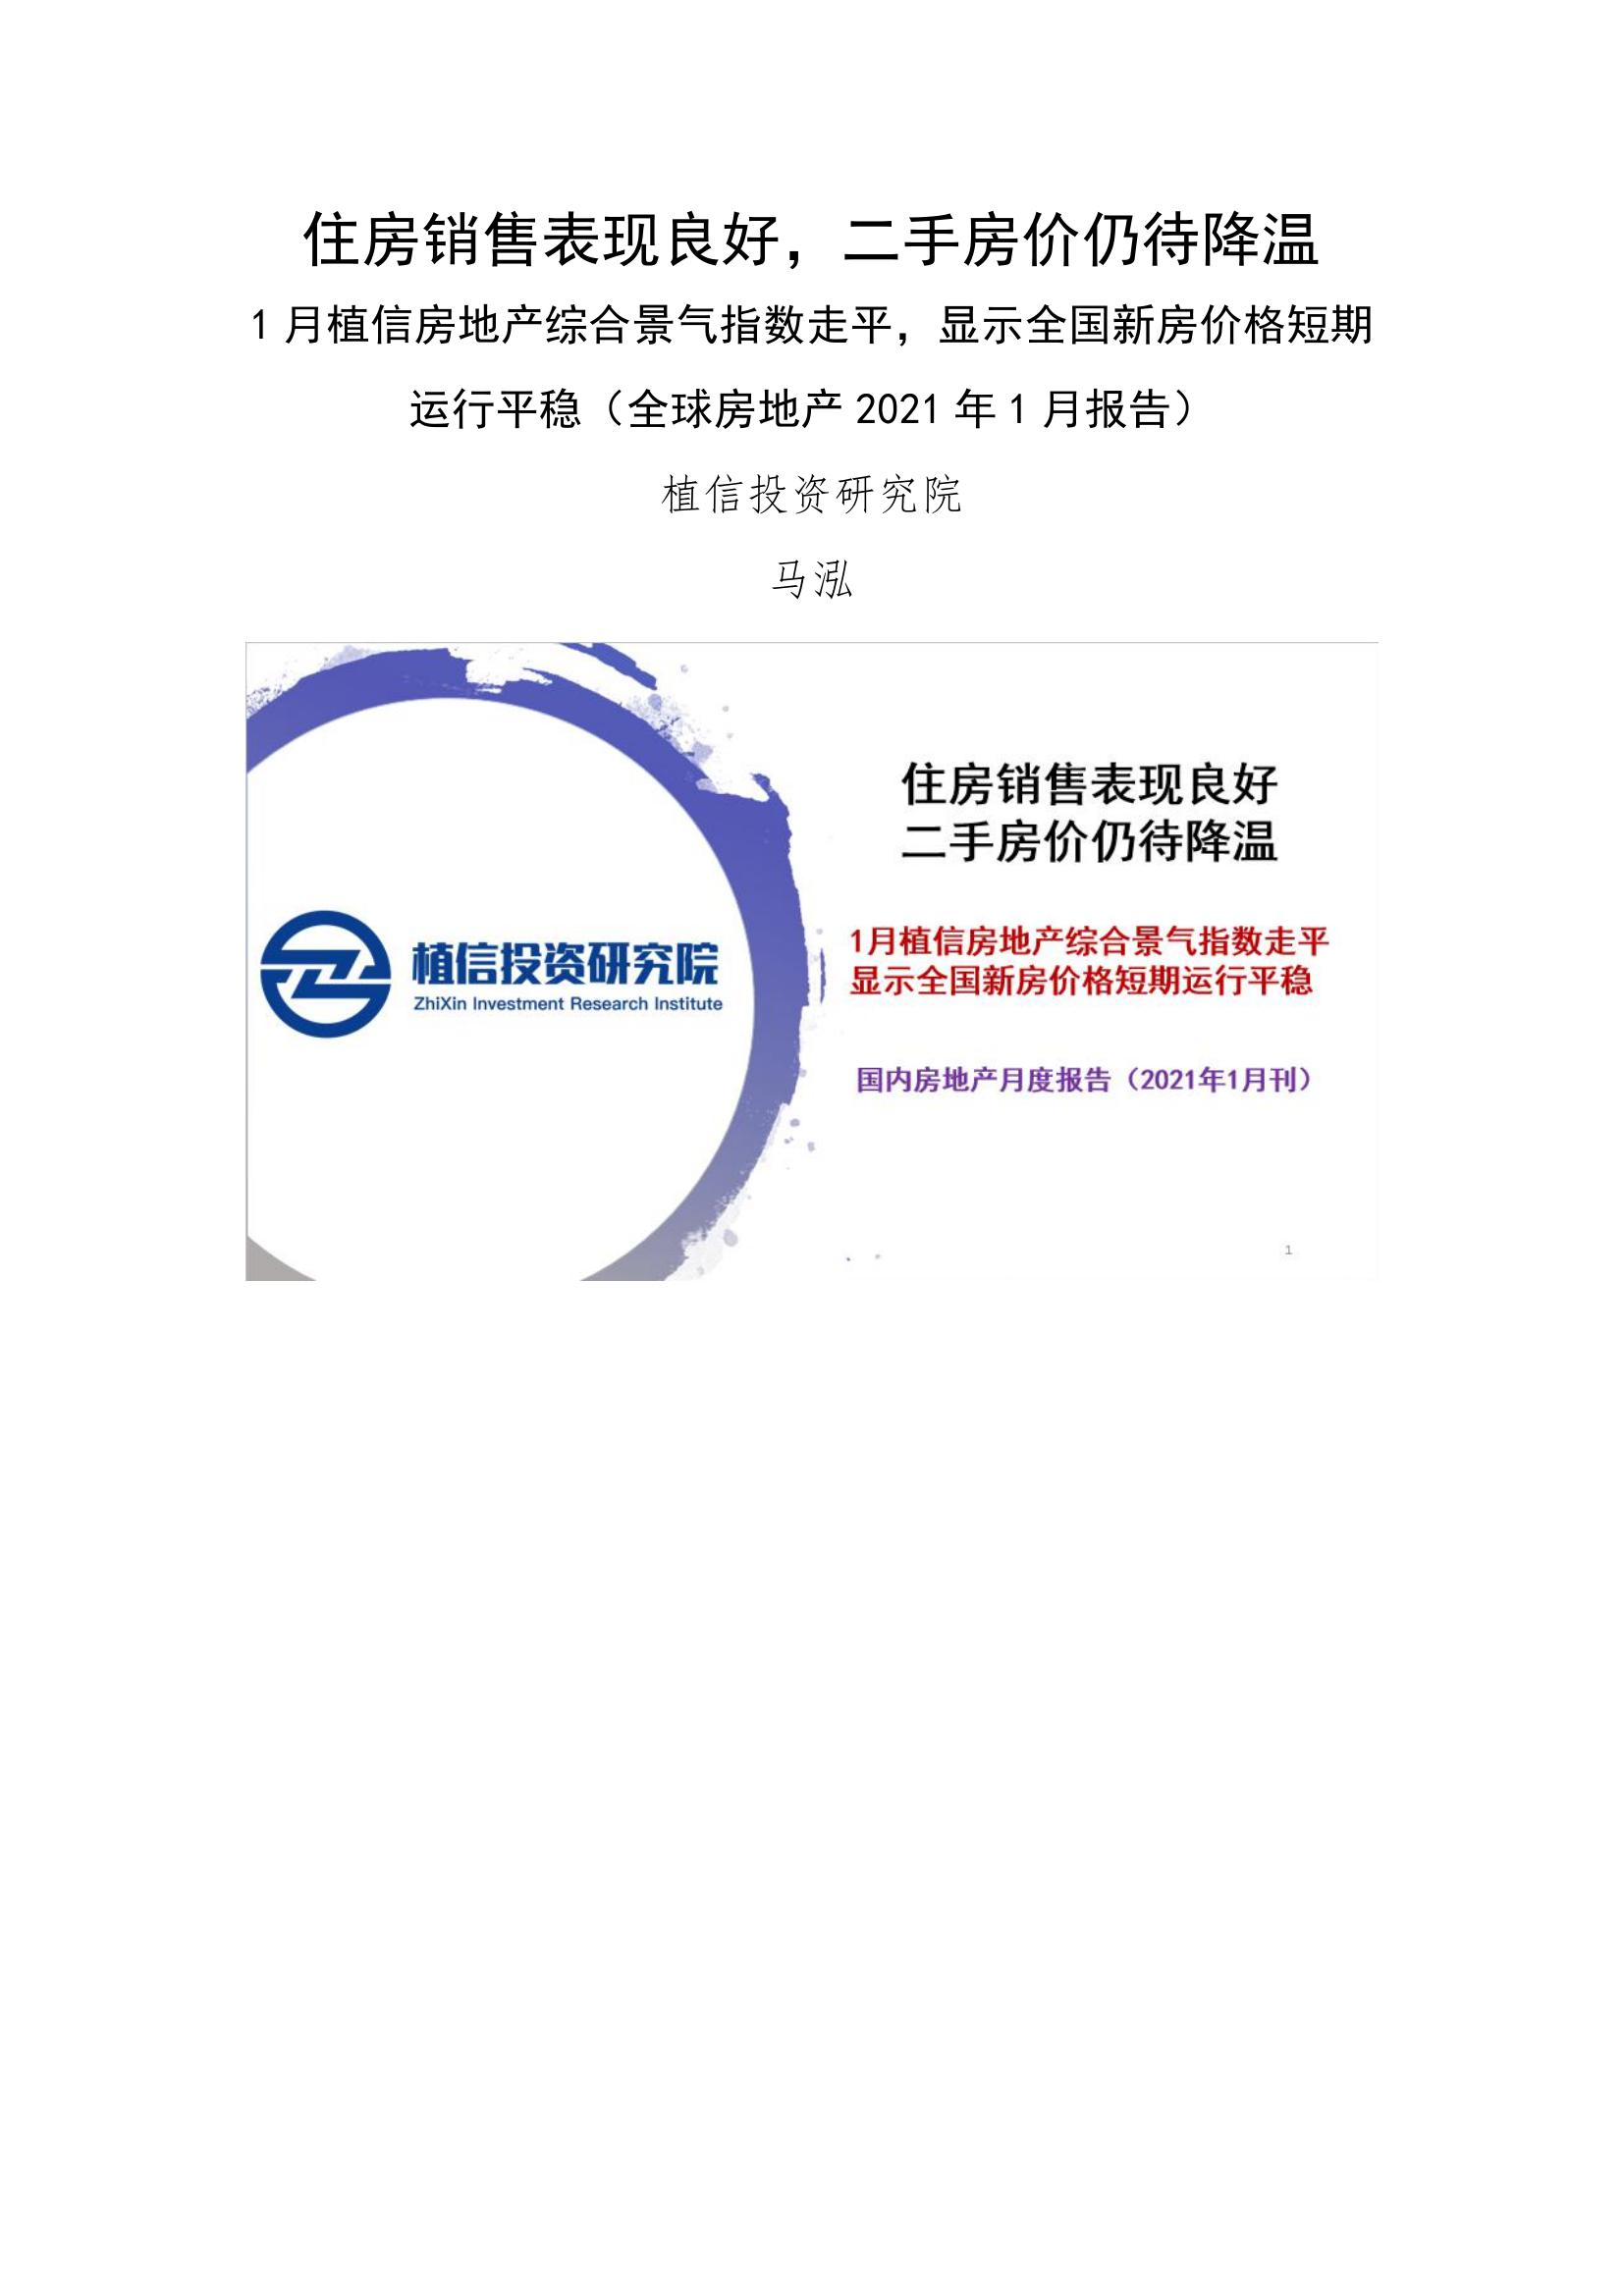 住房销售表现良好，二手房价仍待降温
1 月植信房地产综合景气指数走平，显示全国新房价格短期
运行平稳（全球房地产 2021 年 1 月报告）
植信投资研究院
马泓
住房销售表现良好
二手房价仍待降温
1月植信房地产综合景气指数走平
显示全国新房价格短期运行平稳
植信投资研究院
ZhiXin Investment Research Institute
国内房地产月度报告（2021年1月刊）
1